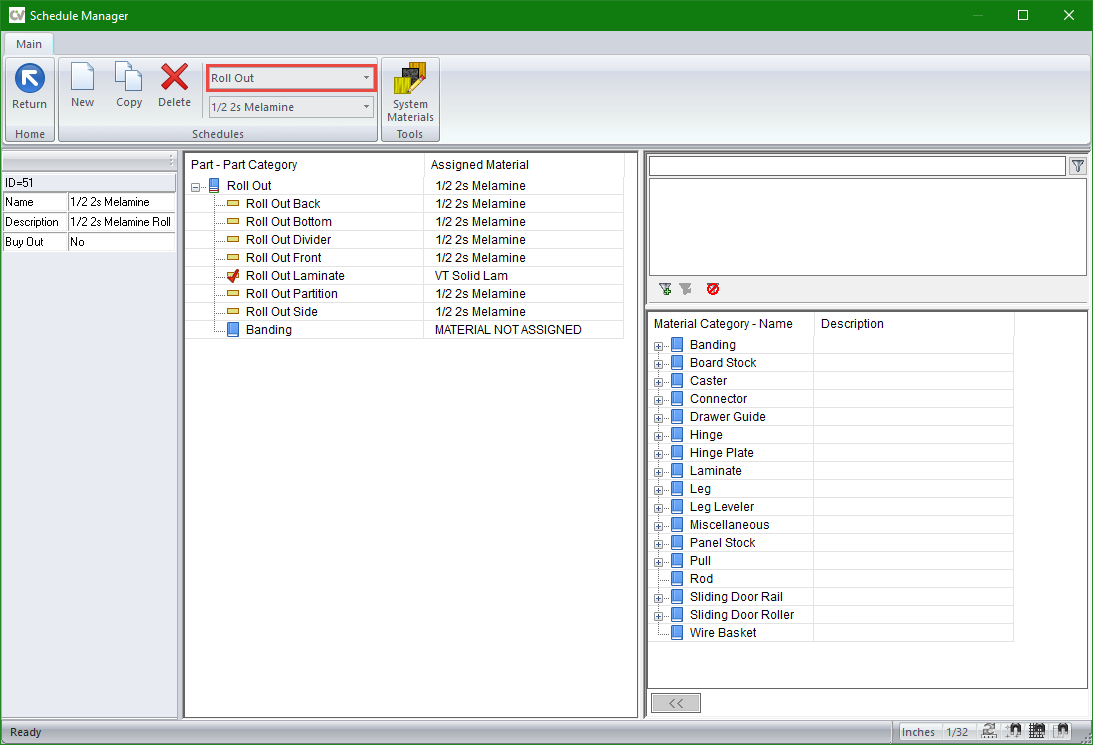 CV Schedule Manager
Main
Return
New
Copy
Delete
Roll Out
1/2 2s Melamine
System
Materials
Home
Schedules
Tools
ID=51
Name 1/2 2s Melamine
Description 1/2 2s Melamine Roll
Buy Out No
Part - Part Category Assigned Material
Roll Out 1/2 2s Melamine
Roll Out Back 1/2 2s Melamine
Roll Out Bottom 1/2 2s Melamine
Roll Out Divider 1/2 2s Melamine
Roll Out Front 1/2 2s Melamine
Roll Out Laminate VT Solid Lam
Roll Out Partition 1/2 2s Melamine
Roll Out Side 1/2 2s Melamine
Banding MATERIAL NOT ASSIGNED
Material Category - Name Description
Banding
Board Stock
Caster
Connector
Drawer Guide
Hinge
Hinge Plate
Laminate
Leg
Leg Leveler
Miscellaneous
Panel Stock
Pull
Rod
Sliding Door Rail
Sliding Door Roller
Wire Basket
<<
Ready Inches 1/32